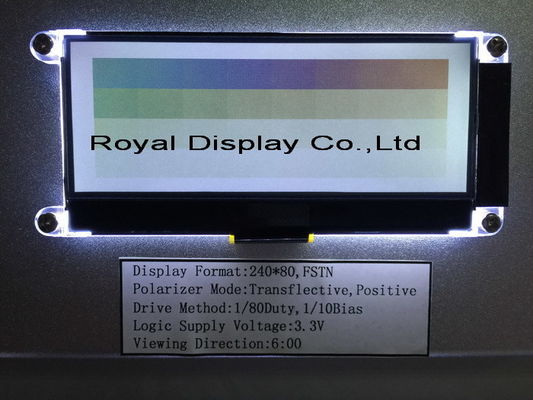 Royal Display Co.,Ltd
Display Format:240*80,FSTN
Polarizer Mode:Transflective,Positive
Drive Method:1/80Duty,1/10Bias
Logic Supply Voltage:3.3V
Viewing Direction:6:00